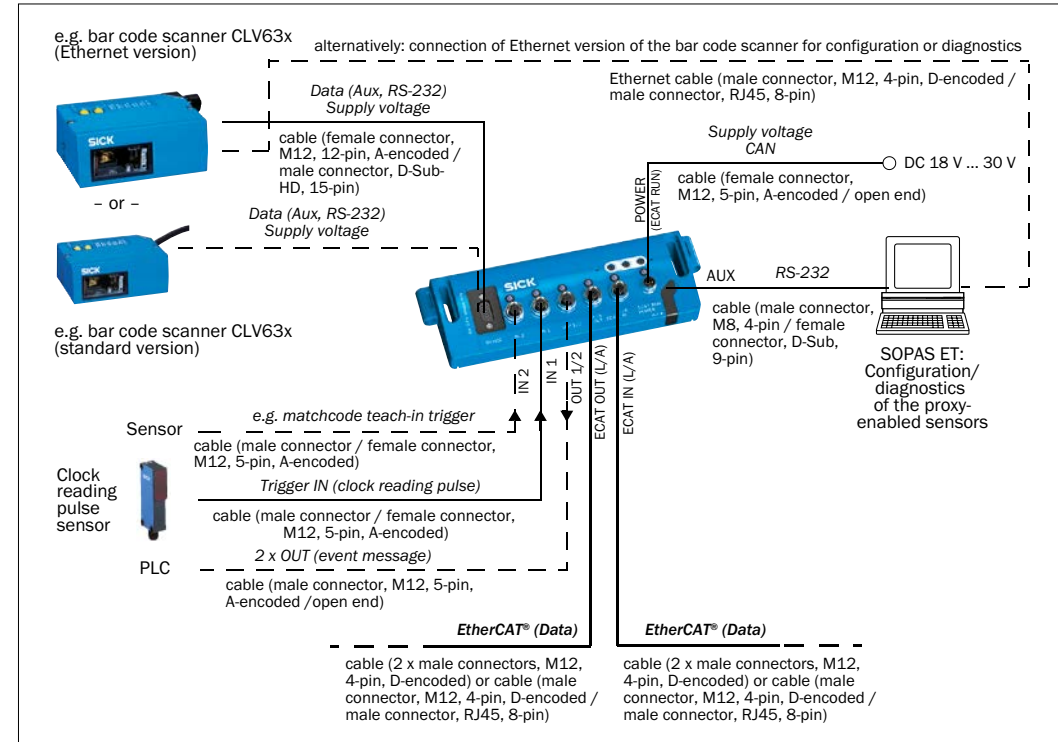 e.g. bar code scanner CLV63x
(Ethernet version)
alternatively: connection of Ethernet version of the bar code scanner for configuration or diagnostics
Ethernet cable (male connector, M12, 4-pin, D-encoded /
male connector, RJ45, 8-pin)
Data (Aux, RS-232)
Supply voltage
SICK
cable (female connector,
M12, 12-pin, A-encoded /
male connector, D-Sub-
HD, 15-pin)
Supply voltage
CAN
DC 18 V ... 30 V
cable (female connector,
M12, 5-pin, A-encoded / open end)
POWER
(ECAT RUN)
– or –
Data (Aux, RS-232)
Supply voltage
SICK
SICK
AUX
RS-232
cable (male connector,
M8, 4-pin / female
connector, D-Sub,
9-pin)
e.g. bar code scanner CLV63x
(standard version)
SOPAS ET:
Configuration/
diagnostics
of the proxy-
enabled sensors
IN 2
IN 1
OUT 1/2
ECAT OUT (L/A)
ECAT IN (L/A)
e.g. matchcode teach-in trigger
Sensor
cable (male connector / female connector,
M12, 5-pin, A-encoded)
Clock
reading
pulse
sensor
Trigger IN (clock reading pulse)
cable (male connector / female connector,
M12, 5-pin, A-encoded)
2 x OUT (event message)
PLC
cable (male connector, M12, 5-pin,
A-encoded /open end)
EtherCAT® (Data)
EtherCAT® (Data)
cable (2 x male connectors, M12,
4-pin, D-encoded) or cable (male
connector, M12, 4-pin, D-encoded /
male connector, RJ45, 8-pin)
cable (2 x male connectors, M12,
4-pin, D-encoded) or cable (male
connector, M12, 4-pin, D-encoded /
male connector, RJ45, 8-pin)